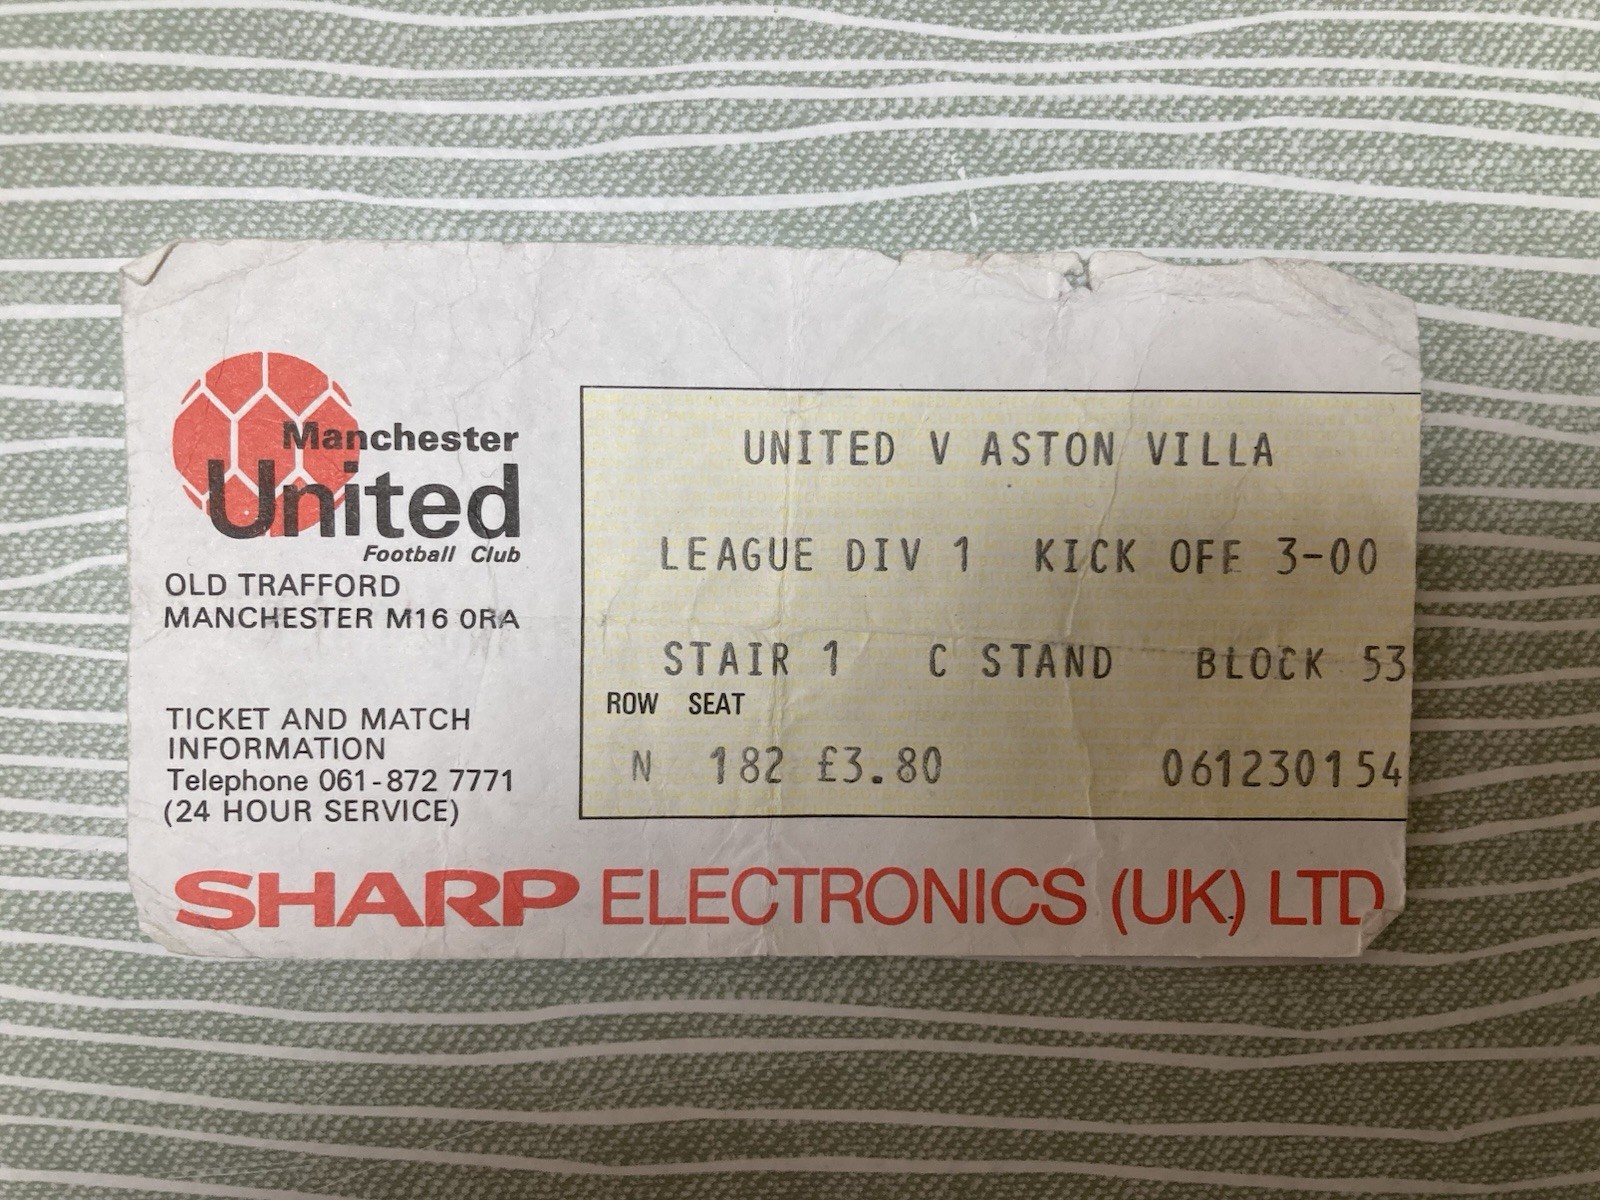 Manchester
United
Football Club
OLD TRAFFORD
MANCHESTER M16 0RA
TICKET AND MATCH
INFORMATION
Telephone 061-872 7771
(24 HOUR SERVICE)
UNITED V ASTON VILLA
LEAGUE DIV 1 KICK OFF 3-00
STAIR 1 C STAND BLOCK 53
ROW SEAT
N 182 £3.80 061230154
SHARP ELECTRONICS (UK) LTD